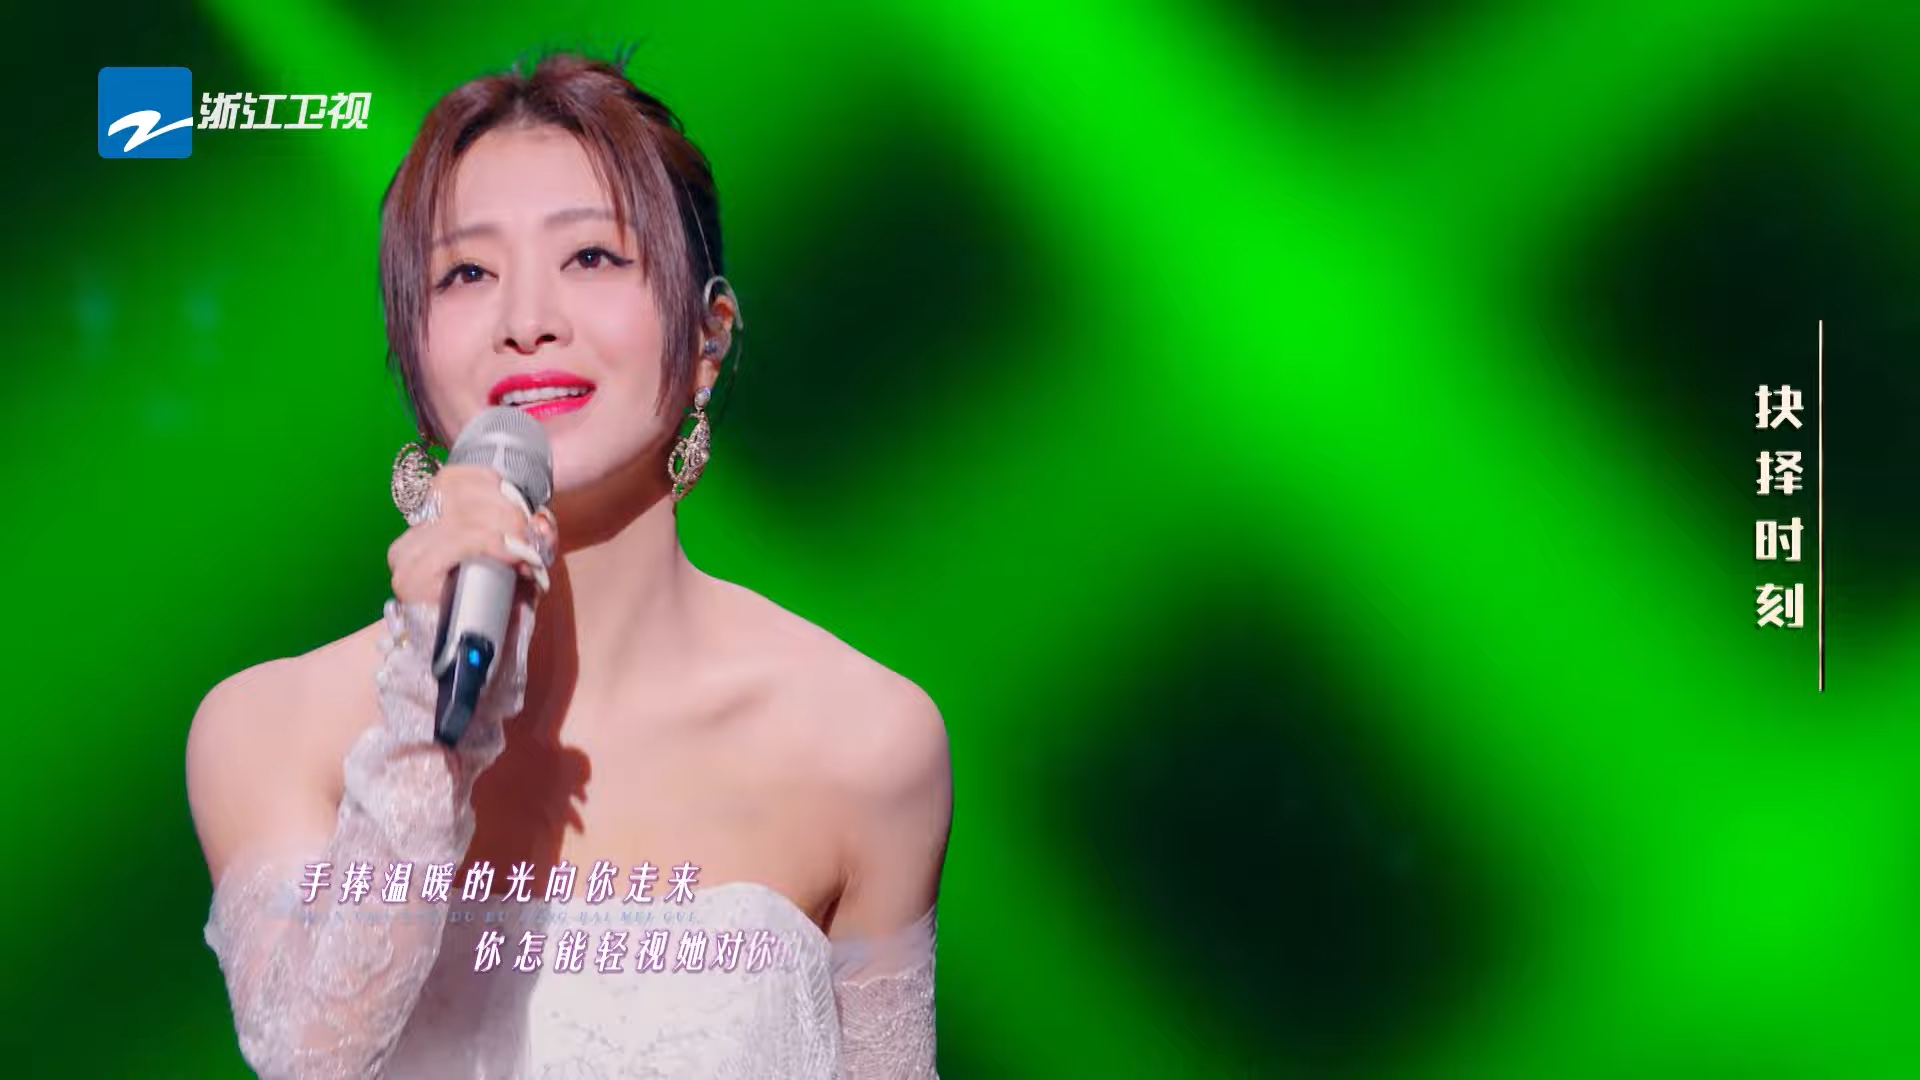 浙江卫视
抉择时刻
手捧温暖的光向你走来
你怎能轻视她对你